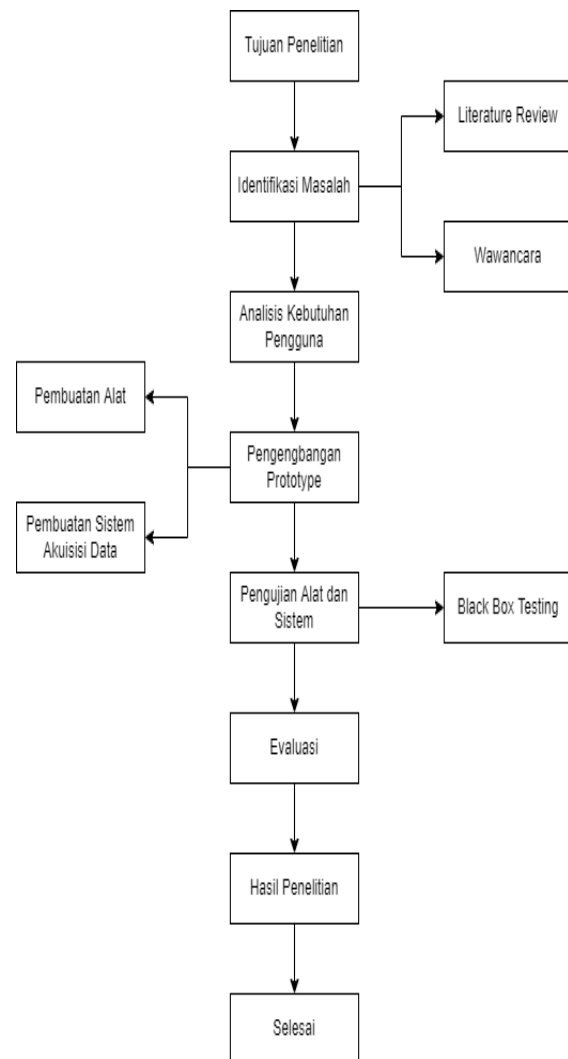 Tujuan Penelitian
Literature Review
Identifikasi Masalah
Wawancara
Analisis Kebutuhan
Pengguna
Pembuatan Alat
Pengengbangan
Prototype
Pembuatan Sistem
Akuisisi Data
Pengujian Alat dan
Sistem
Black Box Testing
Evaluasi
Hasil Penelitian
Selesai